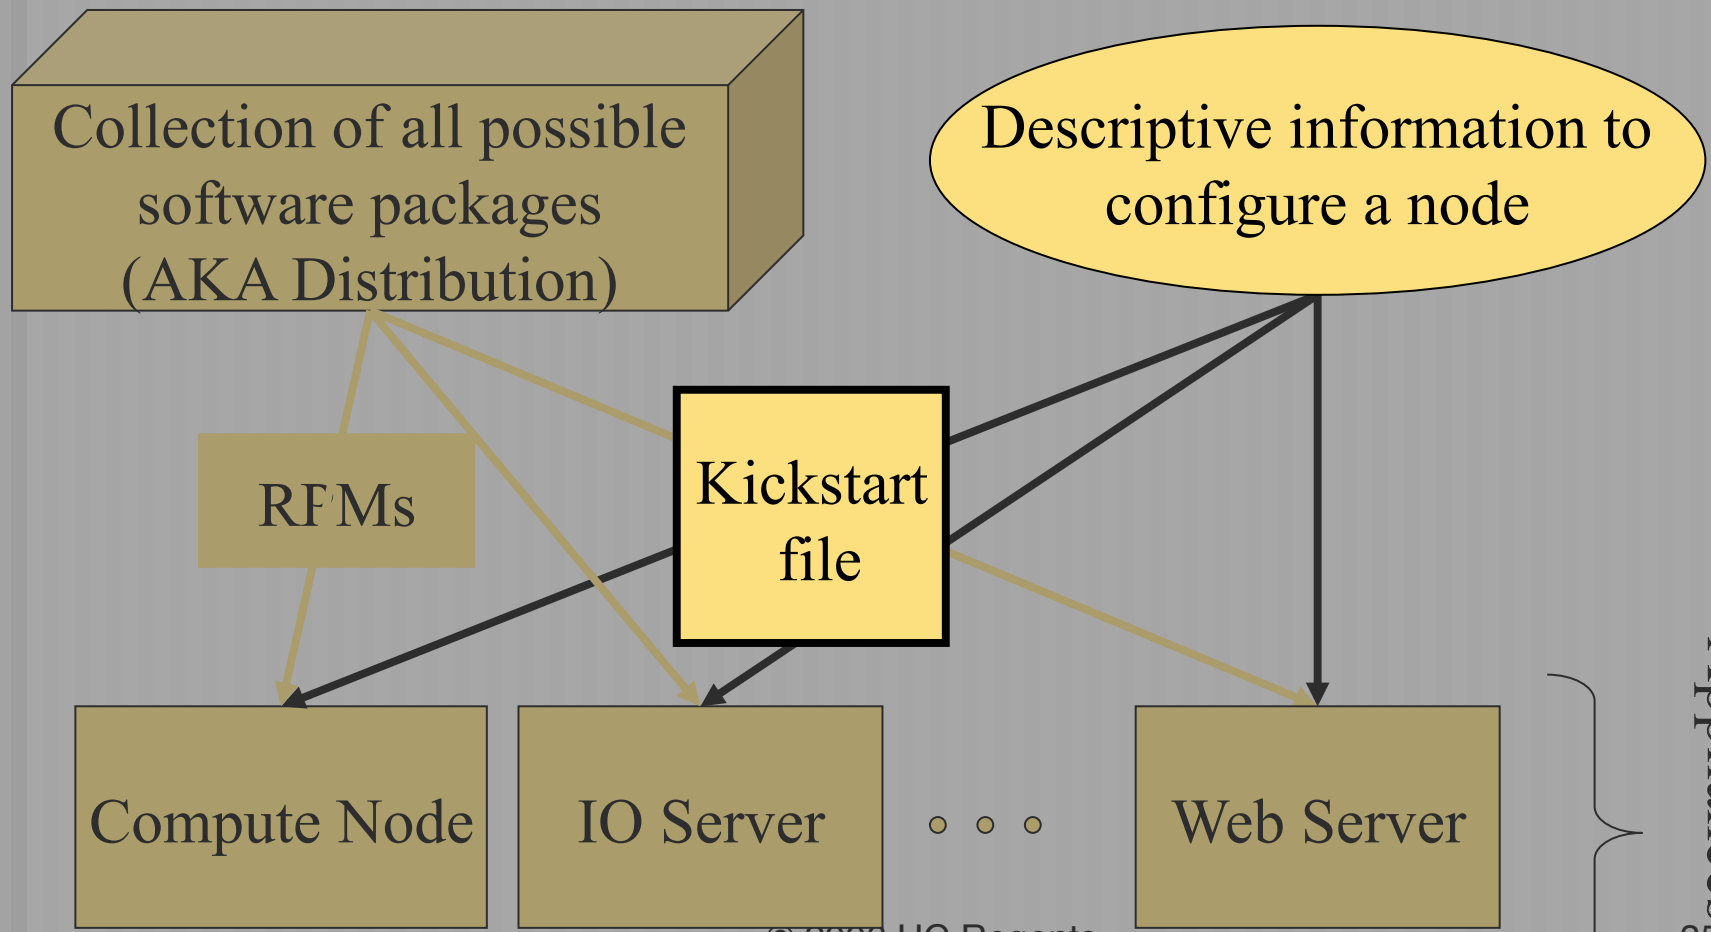 Collection of all possible
software packages
(AKA Distribution)
Descriptive information to
configure a node
Kickstart
file
RPMs
Compute Node
IO Server
Web Server